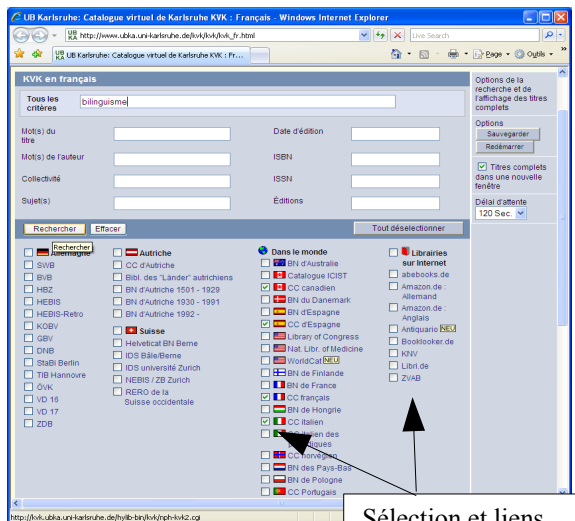 UB Karlsruhe: Catalogue virtuel de Karlsruhe KVK : Français - Windows Internet Explorer
http://www.ubka.uni-karlsruhe.de/kvk/kvk/kvk_fr.html
Live Search
UB Karlsruhe: Catalogue virtuel de Karlsruhe KVK : Fr...
Page
Outils
KVK en français
Tous les critères
bilinguisme
Mot(s) du titre
Date d'édition
Mot(s) de l'auteur
ISBN
Collectivité
ISSN
Sujet(s)
Éditions
Rechercher
Effacer
Tout déselectionner
Rechercher
Options de la
recherche et de
l'affichage des titres
complets
Options
Sauvegarder
Redémarrer
Titres complets
dans une nouvelle
fenêtre
Délai d'attente
120 Sec.
Allemagne
SWB
BVB
HBZ
HEBIS
HEBIS-Retro
KOBV
GBV
DNB
StaBi Berlin
TIB Hannovre
ÖVK
VD 16
VD 17
ZDB
Autriche
CC d'Autriche
Bibl. des "Länder" autrichiens
BN d'Autriche 1501 - 1929
BN d'Autriche 1930 - 1991
BN d'Autriche 1992 -
Suisse
Helveticat BN Berne
IDS Bâle/Berne
IDS université Zurich
NEBIS / ZB Zurich
RERO de la
Suisse occidentale
Dans le monde
BN d'Australie
Catalogue ICIST
CC canadien
BN du Danemark
BN d'Espagne
CC d'Espagne
Library of Congress
Nat. Libr. of Medicine
WorldCat NEU
BN de Finlande
BN de France
CC français
BN de Hongrie
CC italien
CC italien des
CC norvégien
BN des Pays-Bas
BN de Pologne
CC Portugais
Librairies
sur Internet
abebooks.de
Amazon.de :
Allemand
Amazon.de :
Anglais
Antiquario NEU
Booklooker.de
KNV
Libri.de
ZVAB
http://kvk.ubka.uni-karlsruhe.de/hylib-bin/kvk/nph-kvk2.cgi
Sélection et liens